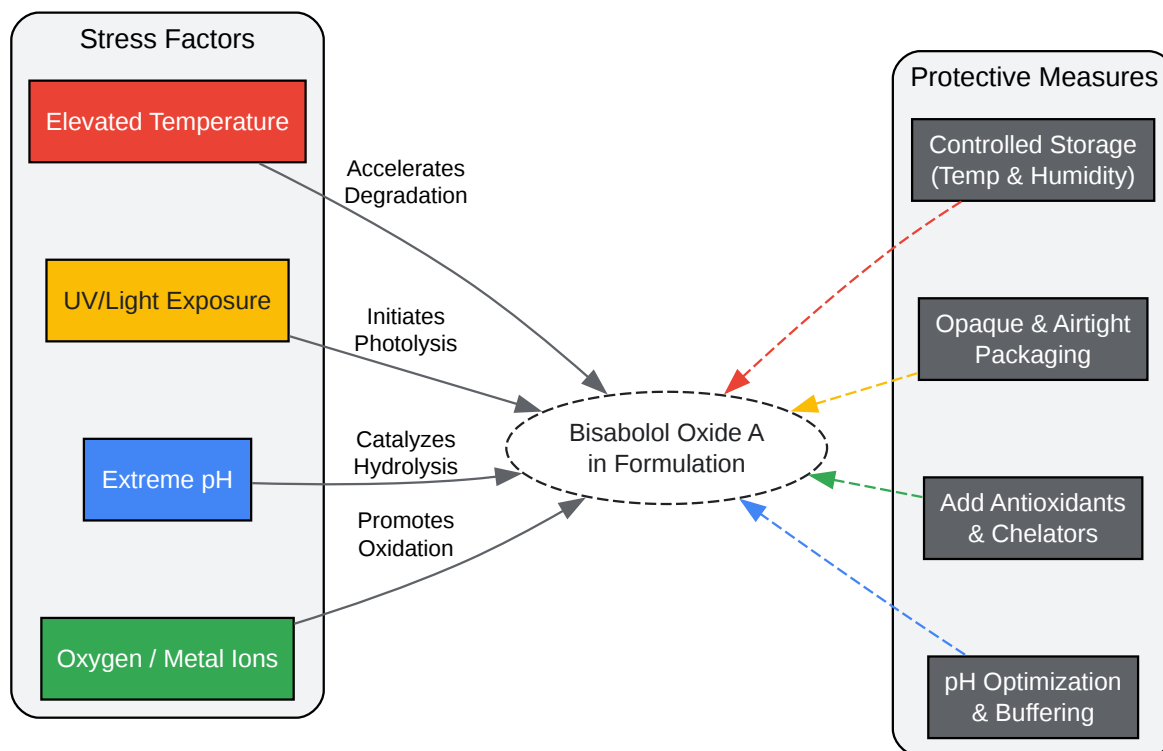 Stress Factors
Elevated Temperature
UV/Light Exposure
Extreme pH
Oxygen / Metal Ions
Accelerates
Degradation
Initiates
Photolysis
Catalyzes
Hydrolysis
Promotes
Oxidation
Bisabolol Oxide A
in Formulation
Protective Measures
Controlled Storage
(Temp & Humidity)
Opaque & Airtight
Packaging
Add Antioxidants
& Chelators
pH Optimization
& Buffering